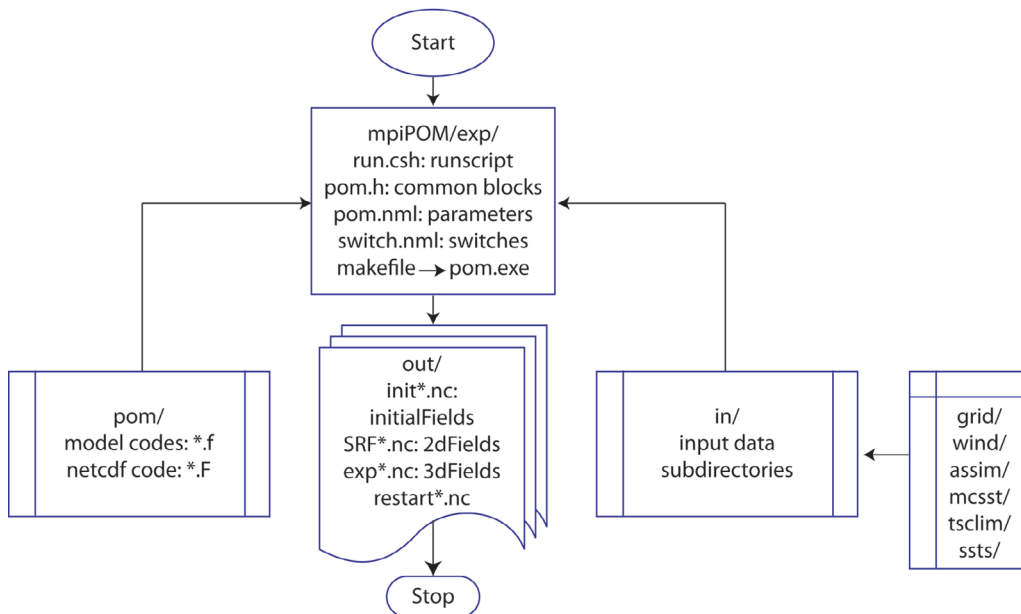 Start
mpiPOM/exp/
run.csh: runscript
pom.h: common blocks
pom.nml: parameters
switch.nml: switches
makefile → pom.exe
pom/
model codes: *.f
netcdf code: *.F
out/
init*.nc:
initialFields
SRF*.nc: 2dFields
exp*.nc: 3dFields
restart*.nc
in/
input data
subdirectories
grid/
wind/
assim/
mcsst/
tsclim/
ssts/
Stop